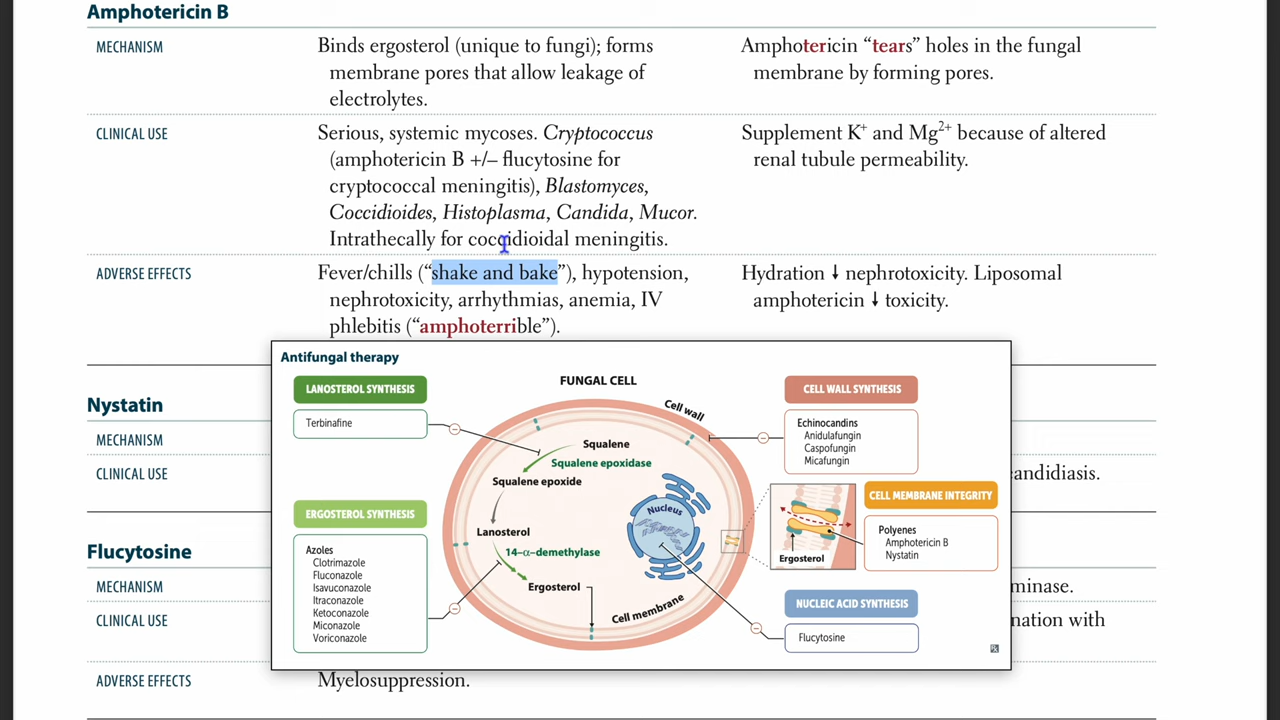 Amphotericin B
MECHANISM
Binds ergosterol (unique to fungi); forms
membrane pores that allow leakage of
electrolytes.
Amphotericin “tears” holes in the fungal
membrane by forming pores.
CLINICAL USE
Serious, systemic mycoses. Cryptococcus
(amphotericin B +/– flucytosine for
cryptococcal meningitis), Blastomyces,
Coccidioides, Histoplasma, Candida, Mucor.
Intrathecally for coccidioidal meningitis.
Supplement K+ and Mg2+ because of altered
renal tubule permeability.
ADVERSE EFFECTS
Fever/chills (“shake and bake”), hypotension,
nephrotoxicity, arrhythmias, anemia, IV
phlebitis (“amphoterrible”).
Hydration ↓ nephrotoxicity. Liposomal
amphotericin ↓ toxicity.
Antifungal therapy
LANOSTEROL SYNTHESIS
Terbinafine
ERGOSTEROL SYNTHESIS
Azoles
Clotrimazole
Fluconazole
Isavuconazole
Itraconazole
Ketoconazole
Miconazole
Voriconazole
FUNGAL CELL
Cell wall
Squalene
Squalene epoxidase
Squalene epoxide
Lanosterol
14-α-demethylase
Ergosterol
Nucleus
Cell membrane
CELL WALL SYNTHESIS
Echinocandins
Anidulafungin
Caspofungin
Micafungin
CELL MEMBRANE INTEGRITY
Polyenes
Amphotericin B
Nystatin
Ergosterol
NUCLEIC ACID SYNTHESIS
Flucytosine
Nystatin
MECHANISM
CLINICAL USE
candidiasis.
Flucytosine
MECHANISM
minase.
CLINICAL USE
nation with
ADVERSE EFFECTS
Myelosuppression.